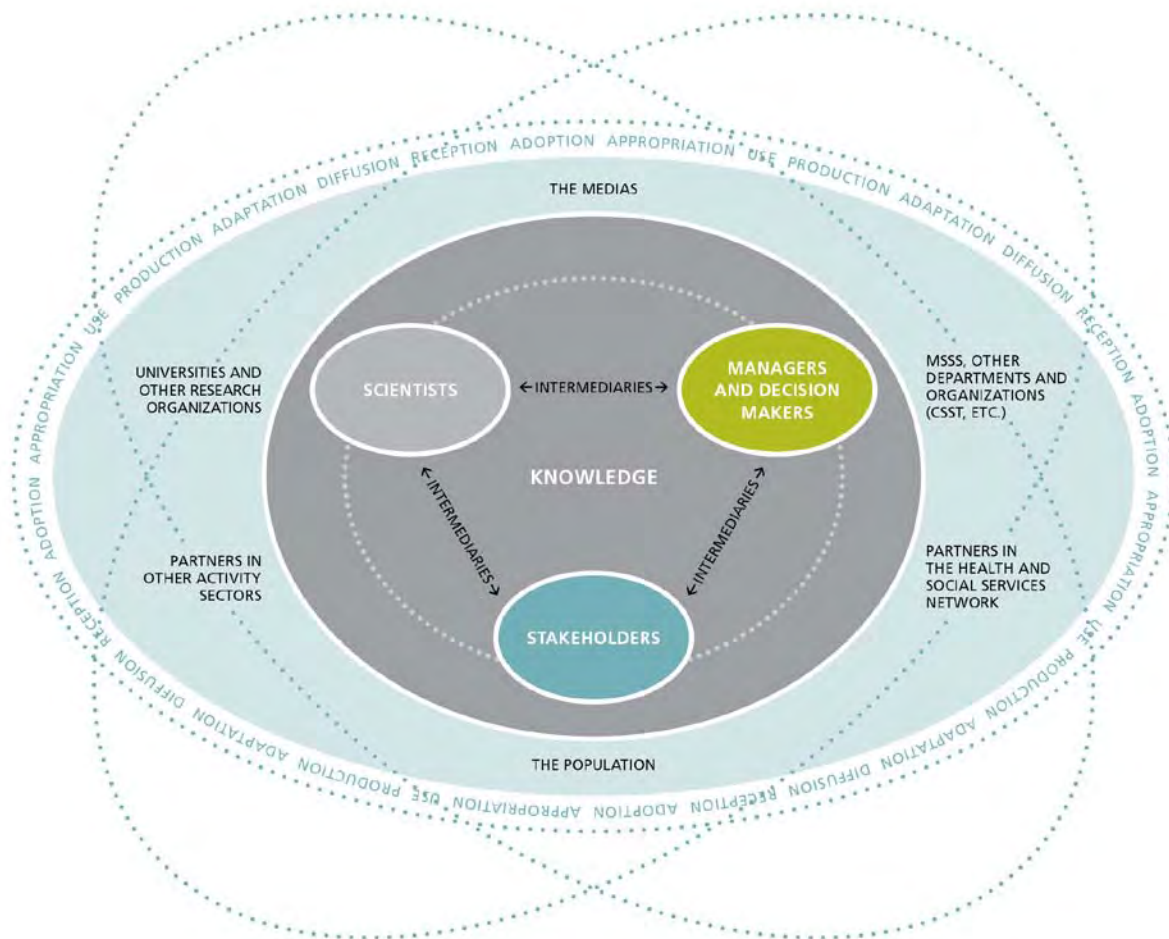 ADOPTION APPROPRIATION USE PRODUCTION ADAPTATION DIFFUSION RECEPTION ADOPTION APPROPRIATION USE PRODUCTION ADAPTATION DIFFUSION RECEPTION ADOPTION APPROPRIATION USE PRODUCTION ADAPTATION DIFFUSION RECEPTION ADOPTION APPROPRIATION USE PRODUCTION ADAPTATION DIFFUSION RECEPTION
THE MEDIAS
UNIVERSITIES AND
OTHER RESEARCH
ORGANIZATIONS
SCIENTISTS
←INTERMEDIARIES→
MANAGERS
AND DECISION
MAKERS
MSSS, OTHER
DEPARTMENTS AND
ORGANIZATIONS
(CSST, ETC.)
KNOWLEDGE
←INTERMEDIARIES→
←INTERMEDIARIES→
PARTNERS IN
OTHER ACTIVITY
SECTORS
PARTNERS IN
THE HEALTH AND
SOCIAL SERVICES
NETWORK
STAKEHOLDERS
THE POPULATION